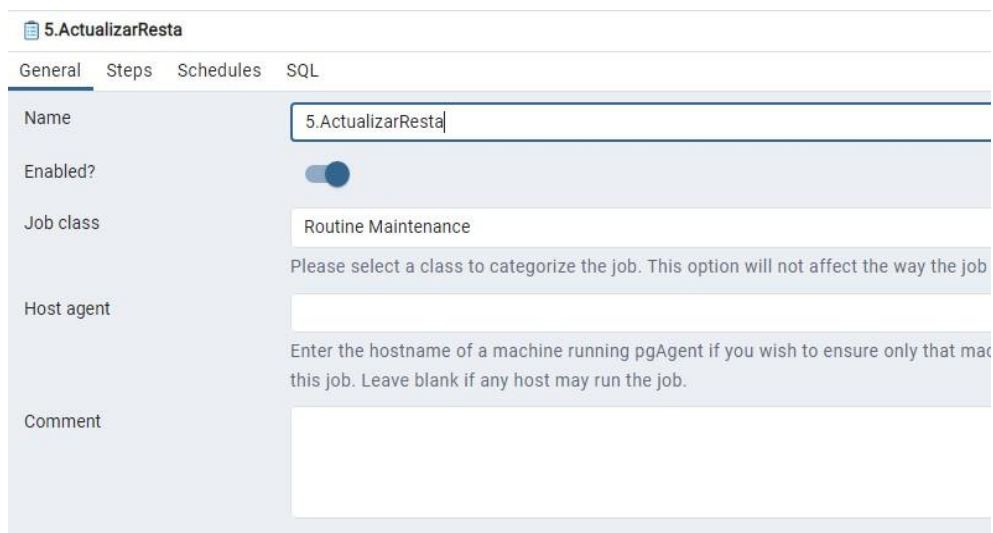 5.ActualizarResta
General Steps Schedules SQL
Name 5.ActualizarResta
Enabled?
Job class Routine Maintenance
Please select a class to categorize the job. This option will not affect the way the job
Host agent
Enter the hostname of a machine running pgAgent if you wish to ensure only that mac
this job. Leave blank if any host may run the job.
Comment